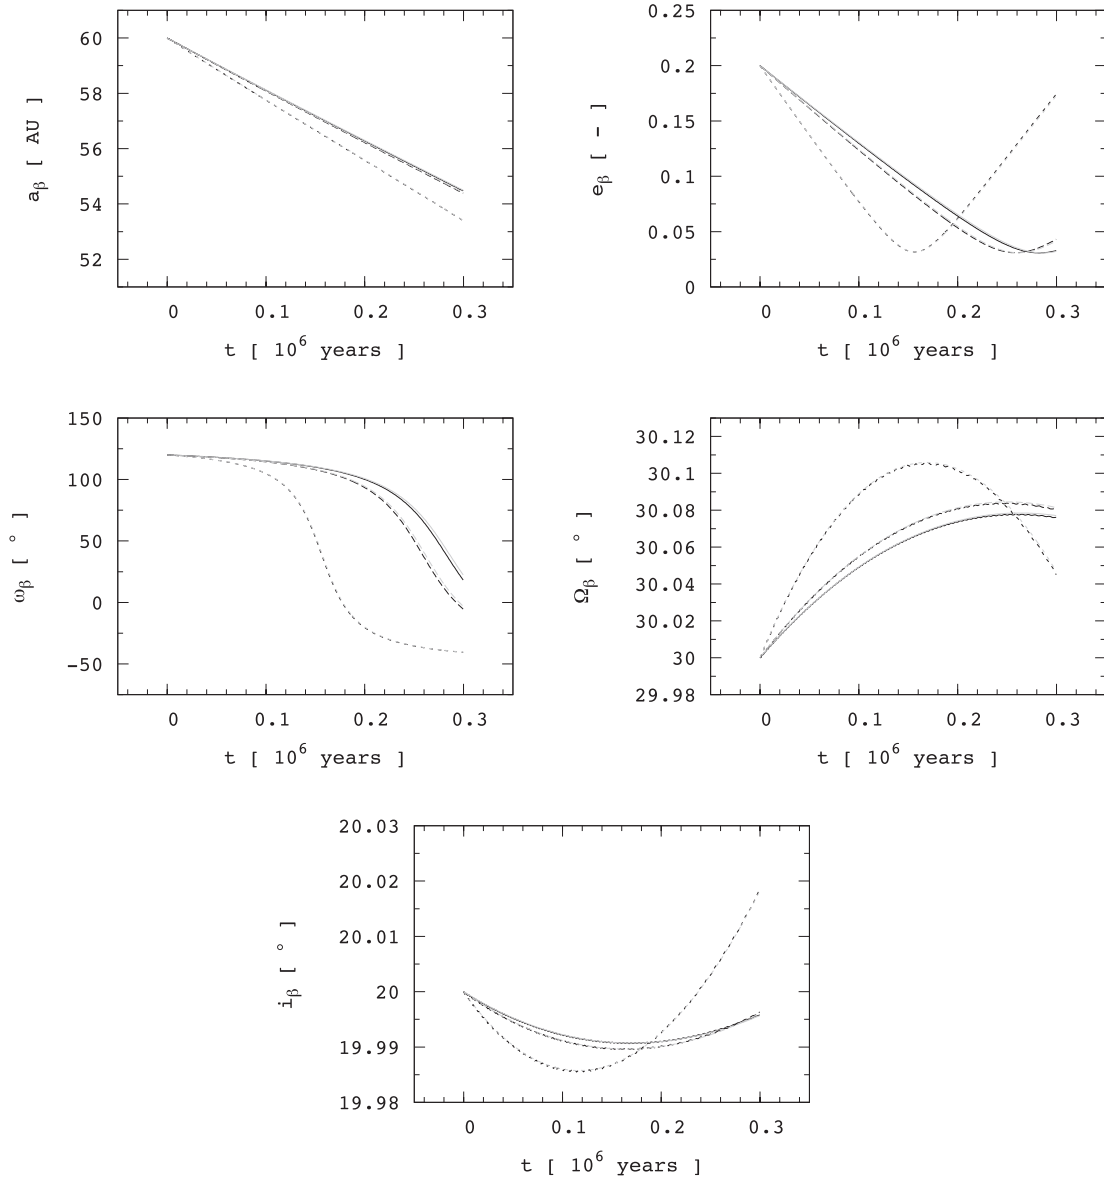 60
58
56
54
52
a_β [ AU ]
0 0.1 0.2 0.3
t [ 10^6 years ]
0.25
0.2
0.15
0.1
0.05
0
e_β [ - ]
0 0.1 0.2 0.3
t [ 10^6 years ]
150
100
50
0
−50
ω_β [ ° ]
0 0.1 0.2 0.3
t [ 10^6 years ]
30.12
30.1
30.08
30.06
30.04
30.02
30
29.98
Ω_β [ ° ]
0 0.1 0.2 0.3
t [ 10^6 years ]
20.03
20.02
20.01
20
19.99
19.98
i_β [ ° ]
0 0.1 0.2 0.3
t [ 10^6 years ]